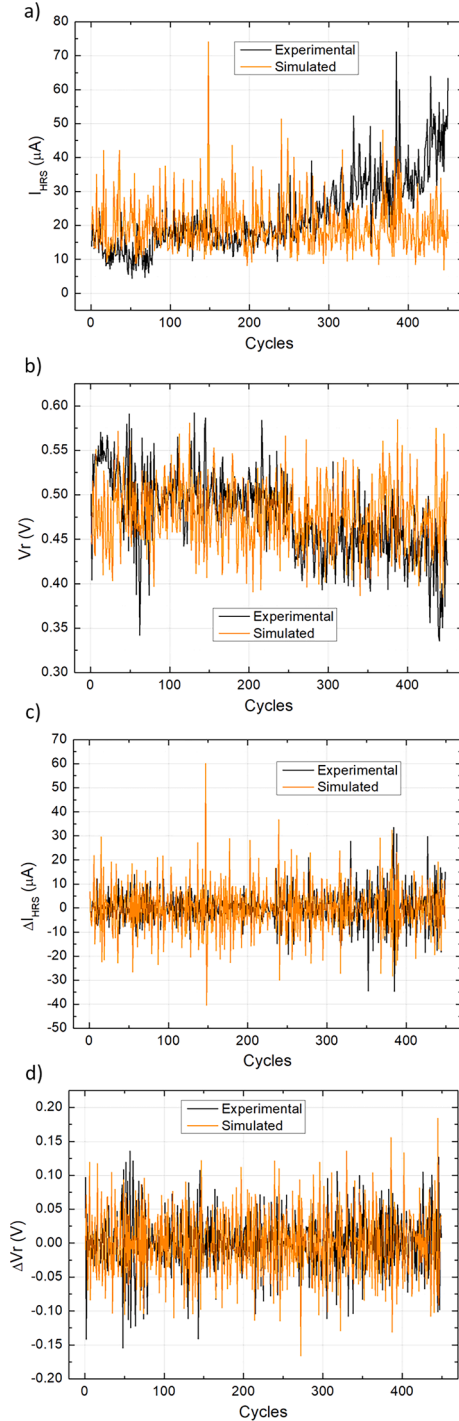 a)
80
70
60
50
40
30
20
10
0
I_HRS (μA)
Experimental
Simulated
0 100 200 300 400
Cycles
b)
0.60
0.55
0.50
0.45
0.40
0.35
0.30
Vr (V)
Experimental
Simulated
0 100 200 300 400
Cycles
c)
70
60
50
40
30
20
10
0
-10
-20
-30
-40
-50
ΔI_HRS (μA)
Experimental
Simulated
0 100 200 300 400
Cycles
d)
0.20
0.15
0.10
0.05
0.00
-0.05
-0.10
-0.15
-0.20
ΔVr (V)
Experimental
Simulated
0 100 200 300 400
Cycles